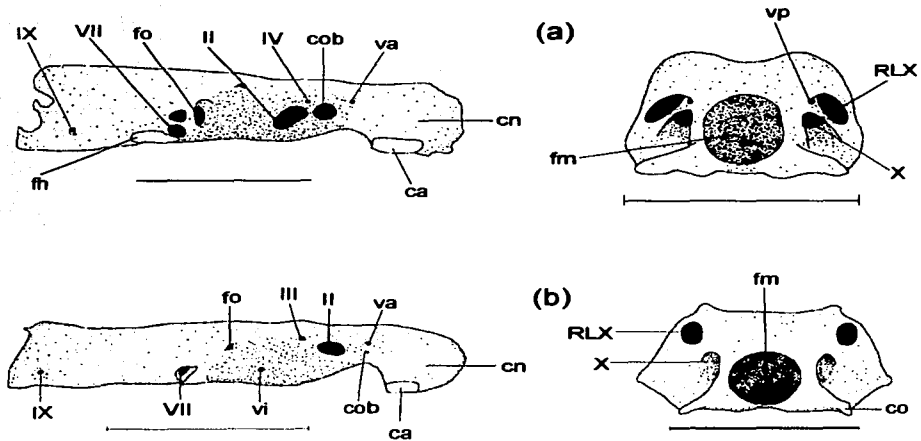 IX VII fo II IV cob va
cn
fh
ca
(a)
vp
RLX
fm
X
fo III II va
cn
IX VII vi cob
ca
(b)
fm
RLX
X
co